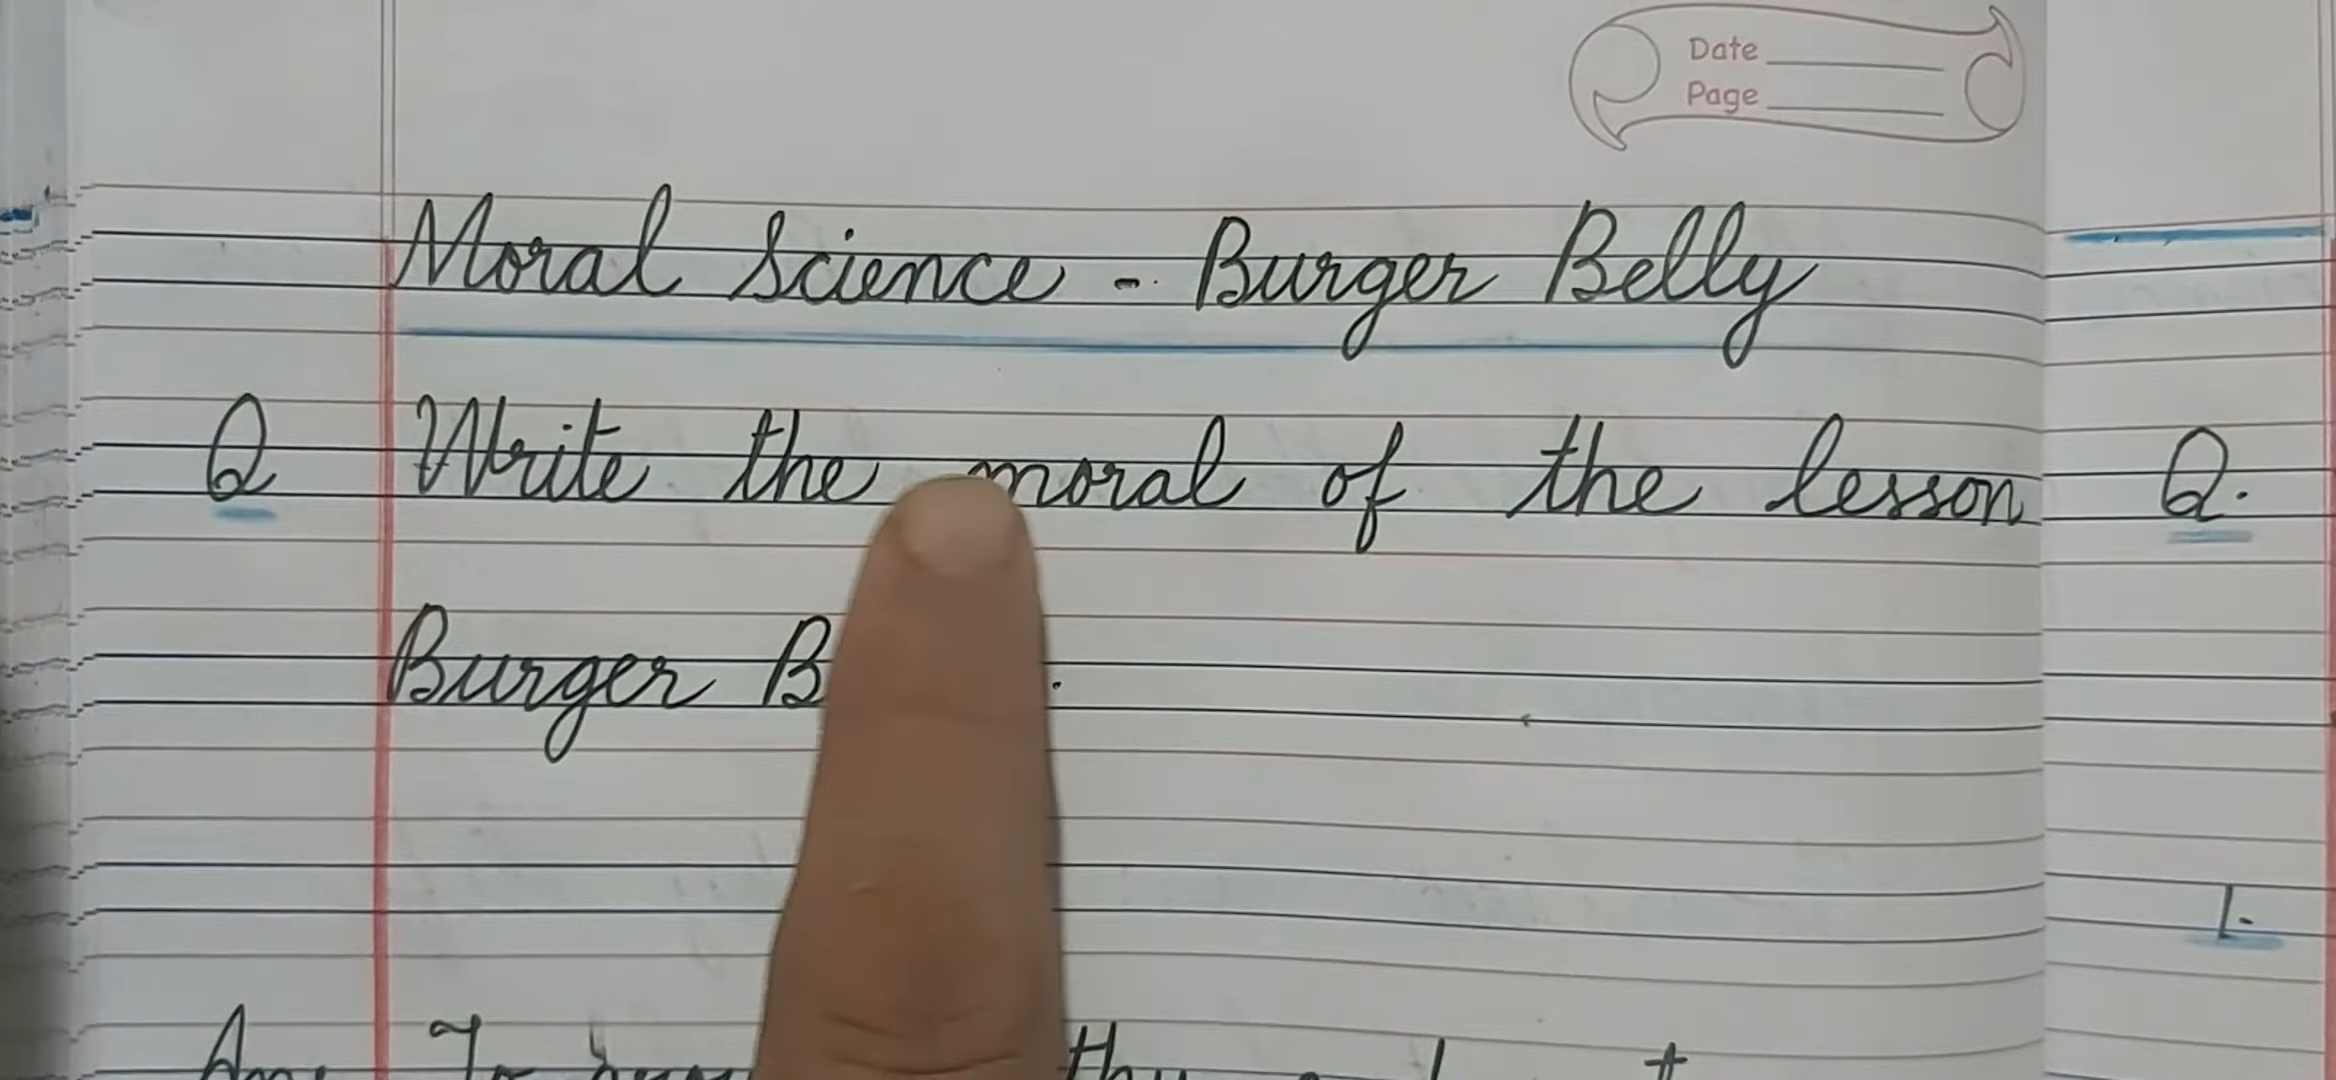 Date
Page
Moral Science - Burger Belly
Q Write the moral of the lesson
Burger B .
Q.
1.